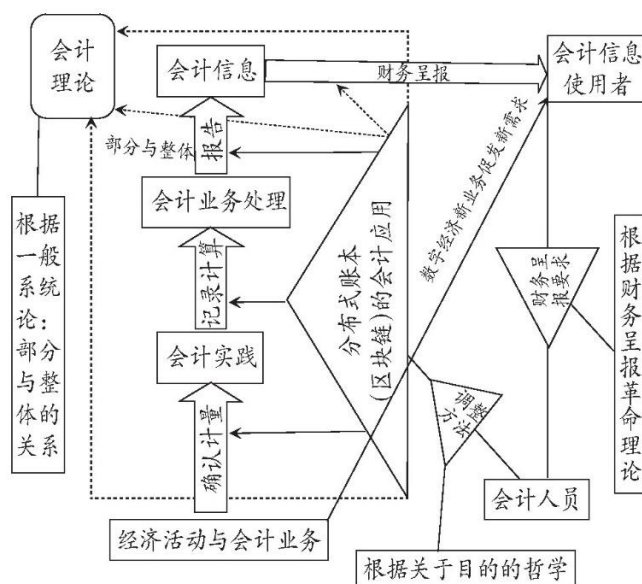 会计
理论
会计信息
财务呈报
会计信息
使用者
部分与整体
报告
会计业务处理
记录计算
会计实践
确认计量
经济活动与会计业务
根据
一般
系统
论：
部分
与整
体的
关系
分布式账本
(区块链)的会计应用
数字经济新业务促发新需求
财务呈
报要求
根据财务呈报革命理论
调整
方法
会计人员
根据关于目的的哲学